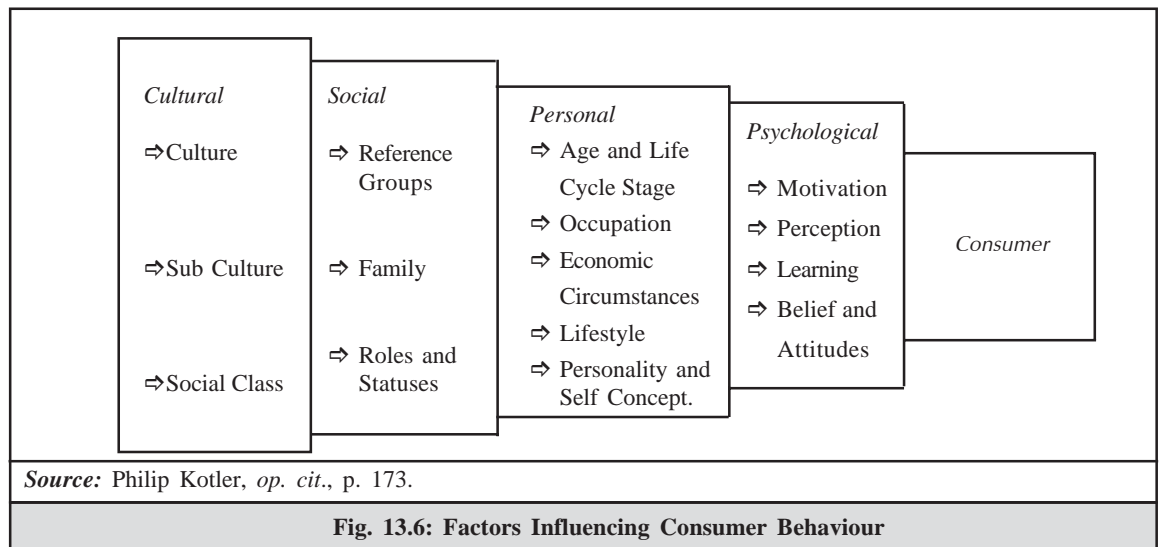 Cultural
⇨Culture
⇨Sub Culture
⇨Social Class
Social
⇨ Reference
Groups
⇨ Family
⇨ Roles and
Statuses
Personal
⇨ Age and Life
Cycle Stage
⇨ Occupation
⇨ Economic
Circumstances
⇨ Lifestyle
⇨ Personality and
Self Concept.
Psychological
⇨ Motivation
⇨ Perception
⇨ Learning
⇨ Belief and
Attitudes
Consumer
Source: Philip Kotler, op. cit., p. 173.
Fig. 13.6: Factors Influencing Consumer Behaviour